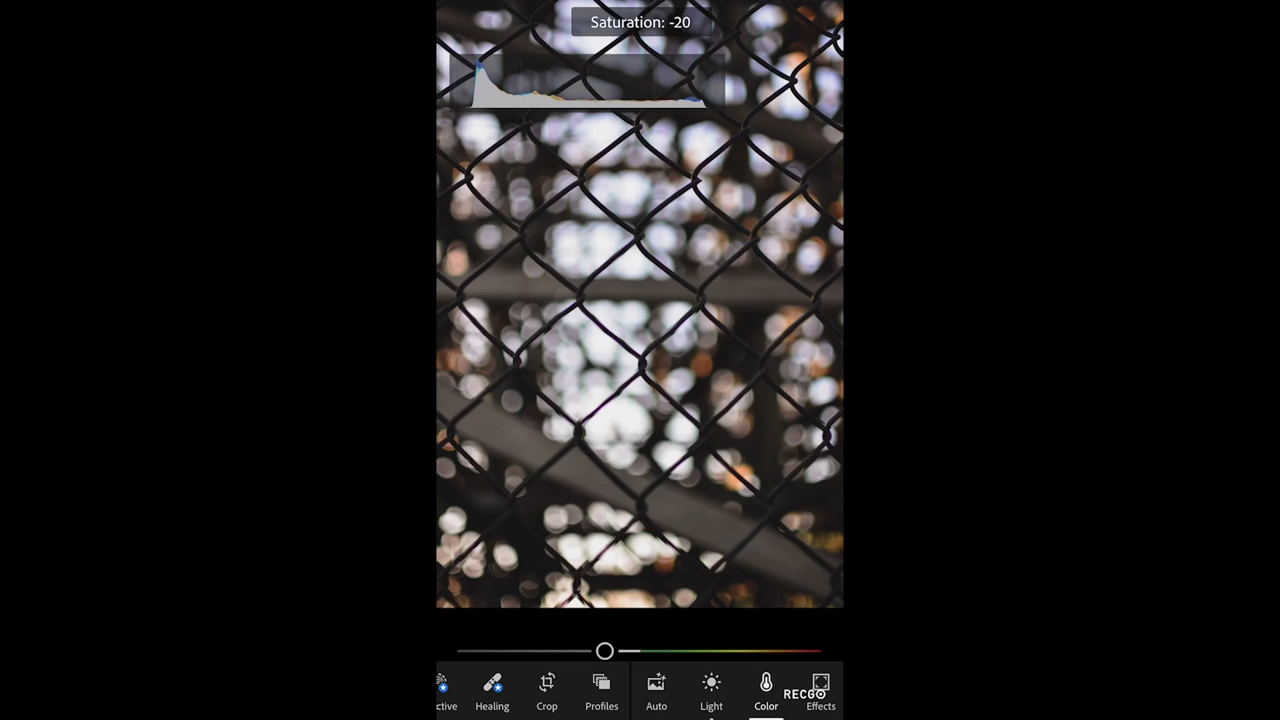 Saturation: -20
ctive
Healing
Crop
Profiles
Auto
Light
Color
Effects
RECGO